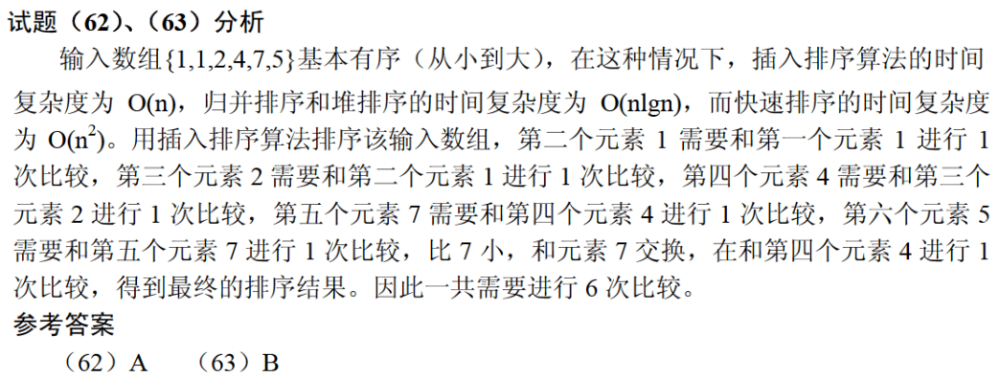 试题（62）、（63）分析
输入数组{1,1,2,4,7,5}基本有序（从小到大），在这种情况下，插入排序算法的时间
复杂度为 O(n)，归并排序和堆排序的时间复杂度为 O(nlgn)，而快速排序的时间复杂度
为 O(n²)。用插入排序算法排序该输入数组，第二个元素 1 需要和第一个元素 1 进行 1
次比较，第三个元素 2 需要和第二个元素 1 进行 1 次比较，第四个元素 4 需要和第三个
元素 2 进行 1 次比较，第五个元素 7 需要和第四个元素 4 进行 1 次比较，第六个元素 5
需要和第五个元素 7 进行 1 次比较，比 7 小，和元素 7 交换，在和第四个元素 4 进行 1
次比较，得到最终的排序结果。因此一共需要进行 6 次比较。
参考答案
（62）A （63）B